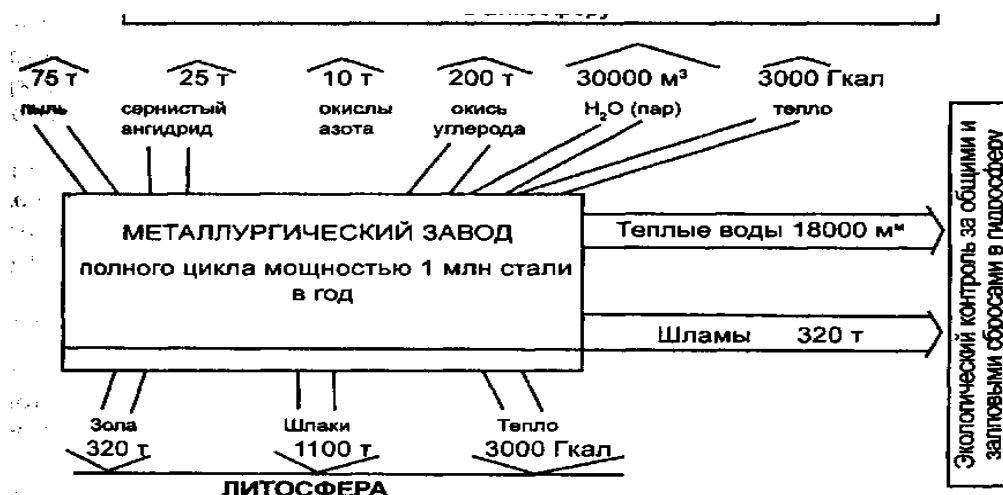 75 т 25 т 10 т 200 т 30000 м³ 3000 Гкал
пыль сернистый окислы окись H₂O (пар) тепло
ангидрид азота углерода
МЕТАЛЛУРГИЧЕСКИЙ ЗАВОД
полного цикла мощностью 1 млн стали
в год
Теплые воды 18000 мᴹ
Шламы 320 т
Экологический контроль за общими и
залповыми сбросами в гидросферу
Зола Шлаки Тепло
320 т 1100 т 3000 Гкал
ЛИТОСФЕРА